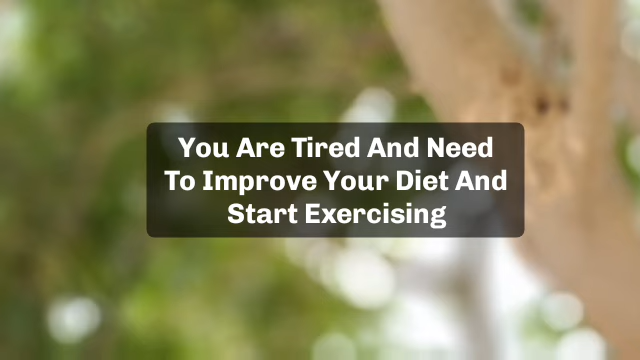 You Are Tired And Need
To Improve Your Diet And
Start Exercising